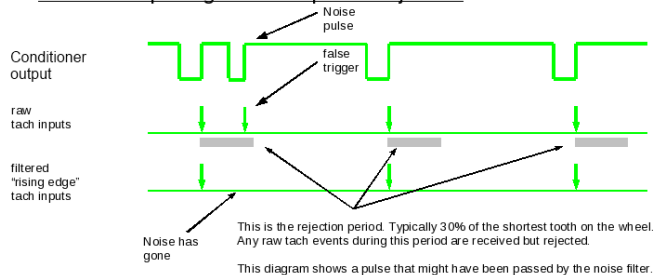 Noise
pulse
Conditioner
output
false
trigger
raw
tach inputs
filtered
"rising edge"
tach inputs
Noise has
gone
This is the rejection period. Typically 30% of the shortest tooth on the wheel.
Any raw tach events during this period are received but rejected.
This diagram shows a pulse that might have been passed by the noise filter.